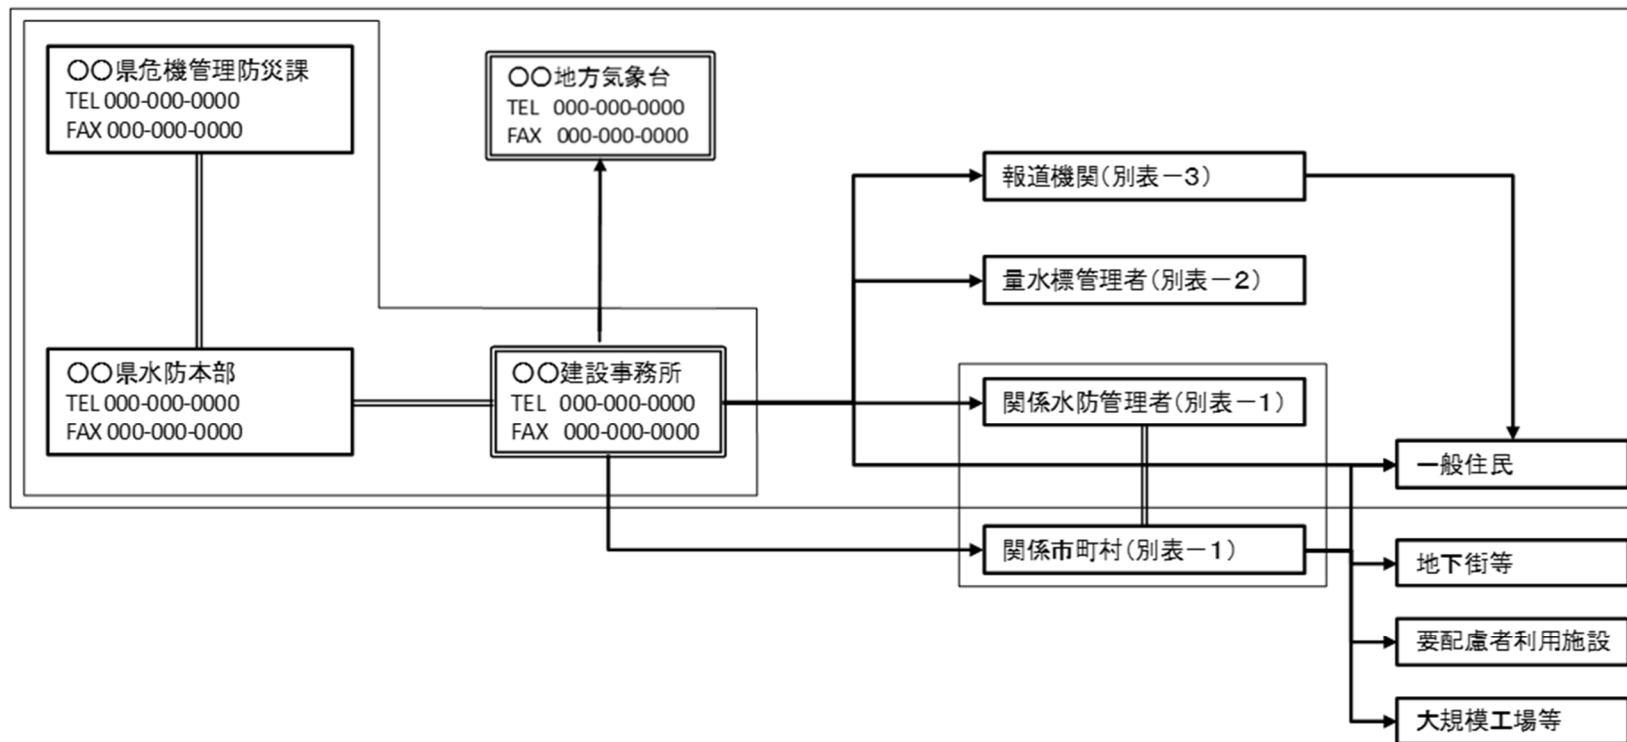 〇〇県危機管理防災課
TEL 000-000-0000
FAX 000-000-0000
〇〇地方気象台
TEL 000-000-0000
FAX 000-000-0000
報道機関(別表－3)
量水標管理者(別表－2)
〇〇県水防本部
TEL 000-000-0000
FAX 000-000-0000
〇〇建設事務所
TEL 000-000-0000
FAX 000-000-0000
関係水防管理者(別表－1)
一般住民
関係市町村(別表－1)
地下街等
要配慮者利用施設
大規模工場等